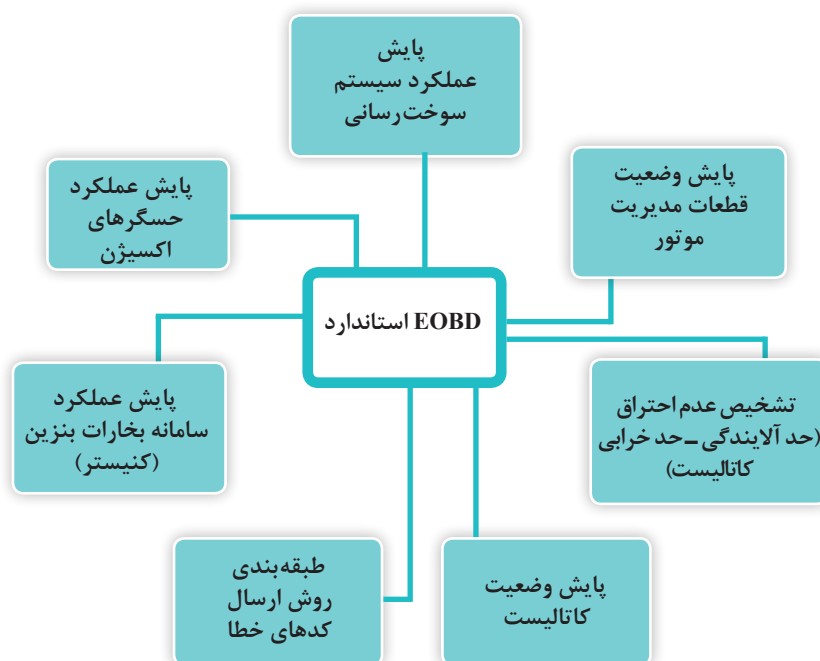 پایش
عملکرد سیستم
سوخت‌رسانی
پایش وضعیت
قطعات مدیریت
موتور
پایش عملکرد
حسگرهای
اکسیژن
استاندارد EOBD
تشخیص عدم احتراق
(حد آلایندگی ـ حد خرابی
کاتالیست)
پایش عملکرد
سامانه بخارات بنزین
(کنیستر)
پایش وضعیت
کاتالیست
طبقه‌بندی
روش ارسال
کدهای خطا